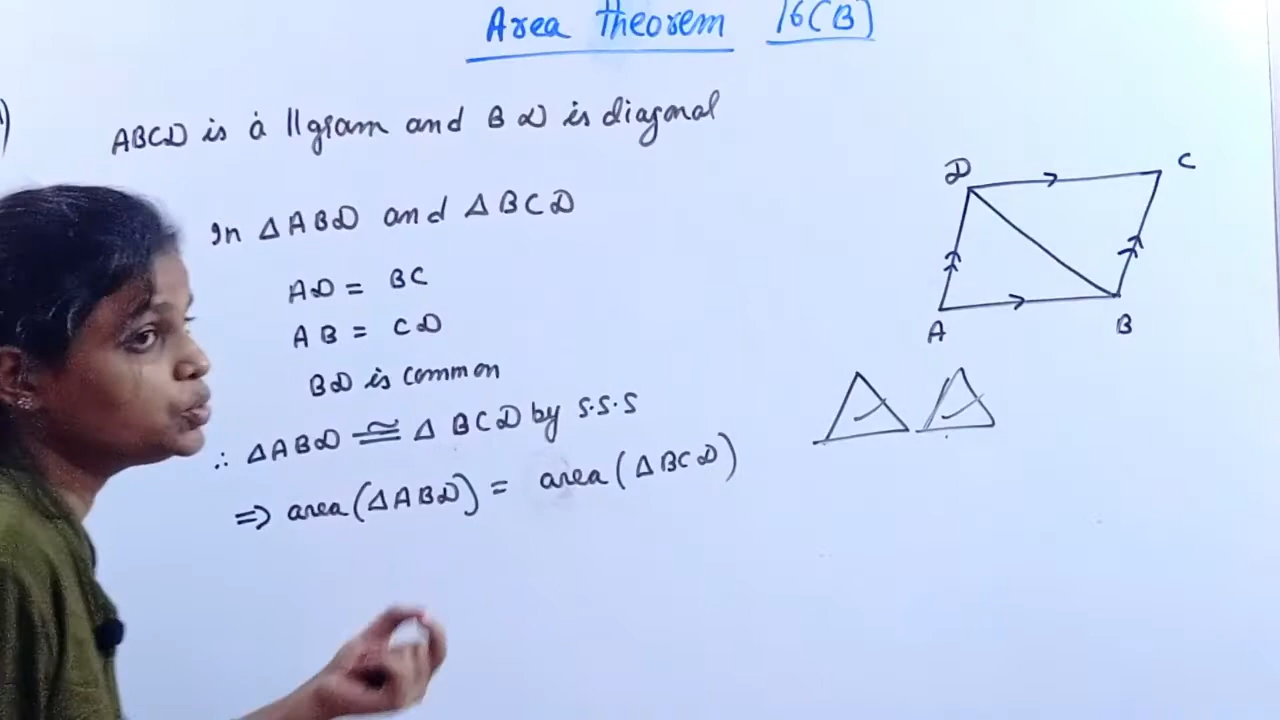 Area Theorem 16(B)
ABCD is a ||gram and BD is diagonal
In ΔABD and ΔBCD
AD = BC
AB = CD
BD is common
∴ ΔABD ≅ ΔBCD by S.S.S
⇒ area(ΔABD) = area(ΔBCD)
D C
A B